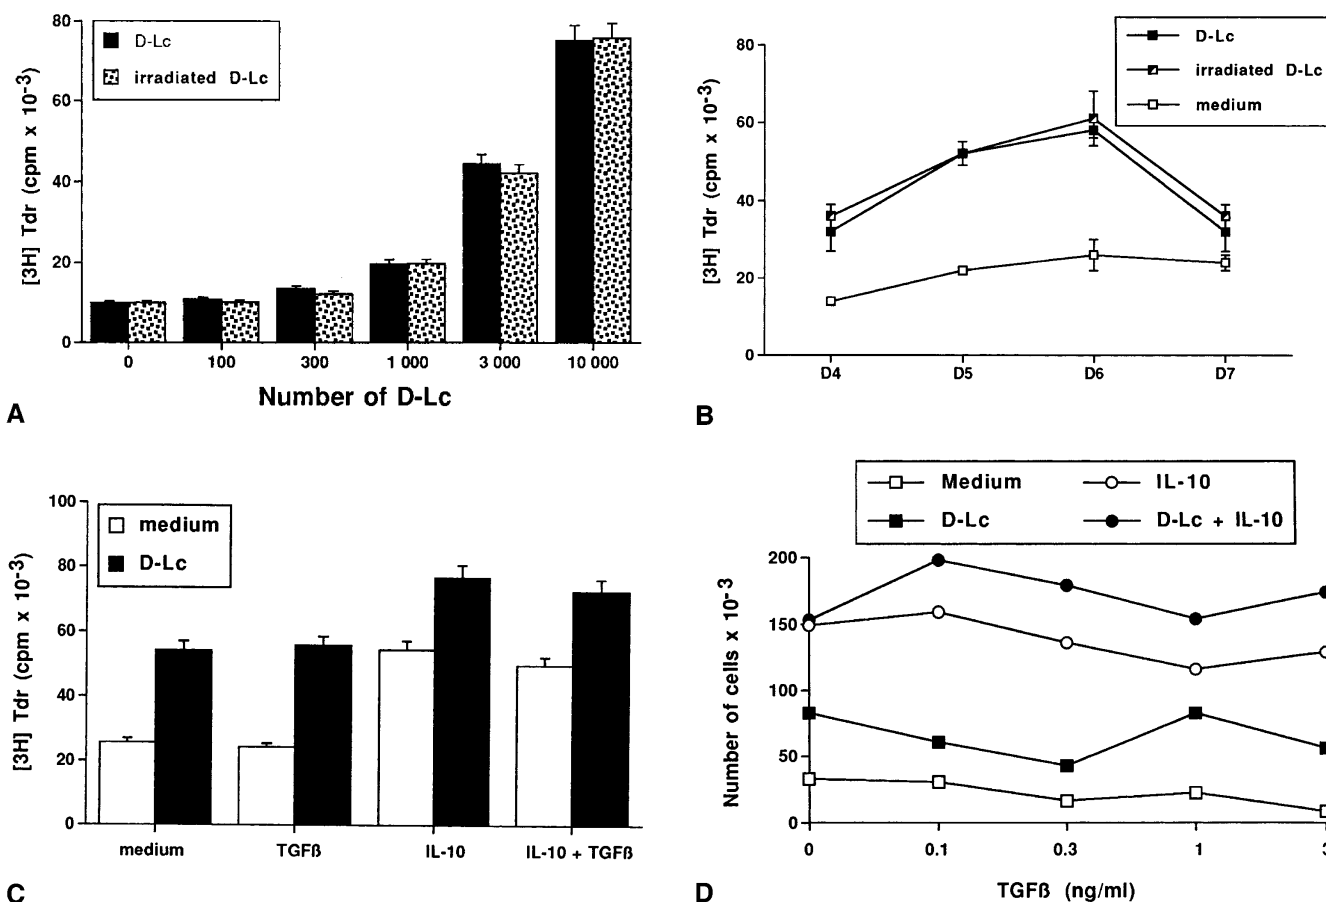 80
60
40
20
0
[3H] Tdr (cpm x 10-3)
D-Lc
irradiated D-Lc
0 100 300 1 000 3 000 10 000
Number of D-Lc
A
80
60
40
20
0
[3H] Tdr (cpm x 10-3)
D-Lc
irradiated D-Lc
medium
D4 D5 D6 D7
B
100
80
60
40
20
0
[3H] Tdr (cpm x 10-3)
medium
D-Lc
medium TGFß IL-10 IL-10 + TGFß
C
Medium IL-10
D-Lc D-Lc + IL-10
200
150
100
50
0
Number of cells x 10-3
0 0.1 0.3 1 3
TGFß (ng/ml)
D